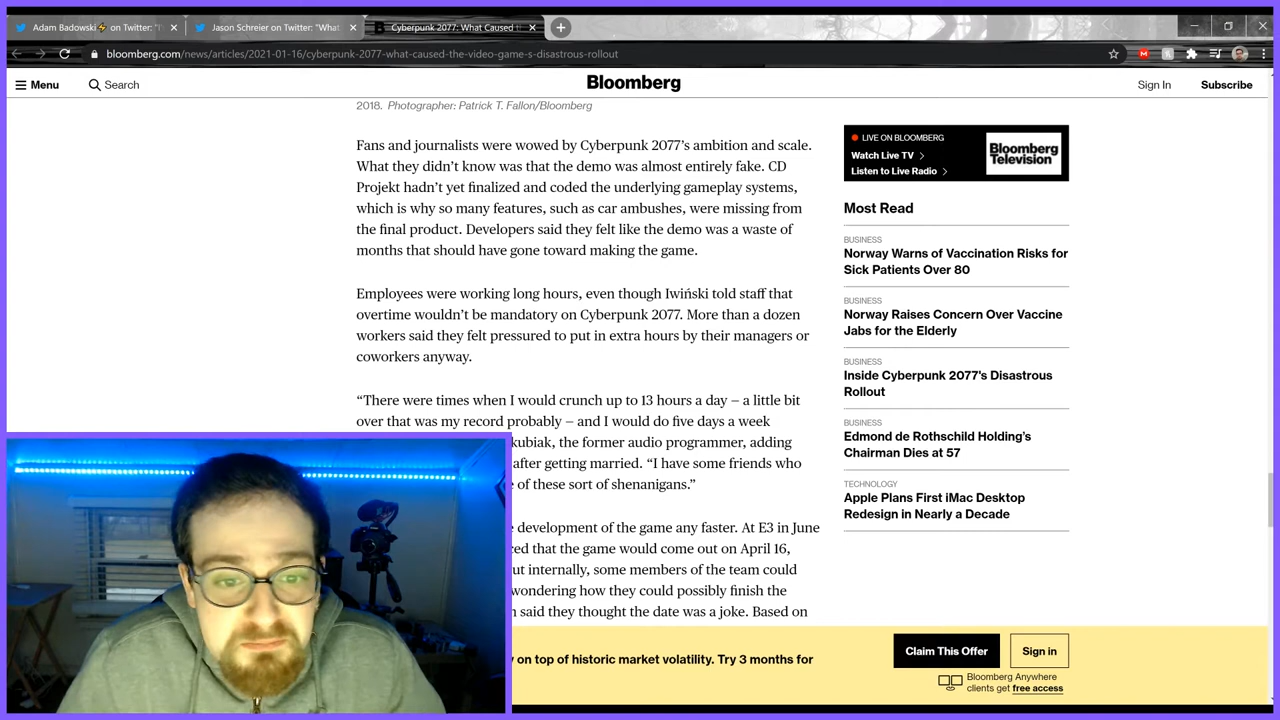 Adam Badowski⚡ on Twitter: "
Jason Schreier on Twitter: "What
Cyberpunk 2077: What Caused
bloomberg.com/news/articles/2021-01-16/cyberpunk-2077-what-caused-the-video-game-s-disastrous-rollout
Menu
Search
Bloomberg
Sign In
Subscribe
2018. Photographer: Patrick T. Fallon/Bloomberg
Fans and journalists were wowed by Cyberpunk 2077’s ambition and scale.
What they didn’t know was that the demo was almost entirely fake. CD
Projekt hadn’t yet finalized and coded the underlying gameplay systems,
which is why so many features, such as car ambushes, were missing from
the final product. Developers said they felt like the demo was a waste of
months that should have gone toward making the game.
Employees were working long hours, even though Iwiński told staff that
overtime wouldn’t be mandatory on Cyberpunk 2077. More than a dozen
workers said they felt pressured to put in extra hours by their managers or
coworkers anyway.
“There were times when I would crunch up to 13 hours a day — a little bit
over that was my record probably — and I would do five days a week
kubiak, the former audio programmer, adding
after getting married. “I have some friends who
of these sort of shenanigans.”
development of the game any faster. At E3 in June
that the game would come out on April 16,
internally, some members of the team could
wondering how they could possibly finish the
said they thought the date was a joke. Based on
LIVE ON BLOOMBERG
Watch Live TV
Listen to Live Radio
Bloomberg
Television
Most Read
BUSINESS
Norway Warns of Vaccination Risks for
Sick Patients Over 80
BUSINESS
Norway Raises Concern Over Vaccine
Jabs for the Elderly
BUSINESS
Inside Cyberpunk 2077’s Disastrous
Rollout
BUSINESS
Edmond de Rothschild Holding’s
Chairman Dies at 57
TECHNOLOGY
Apple Plans First iMac Desktop
Redesign in Nearly a Decade
on top of historic market volatility. Try 3 months for
Claim This Offer
Sign in
Bloomberg Anywhere
clients get free access